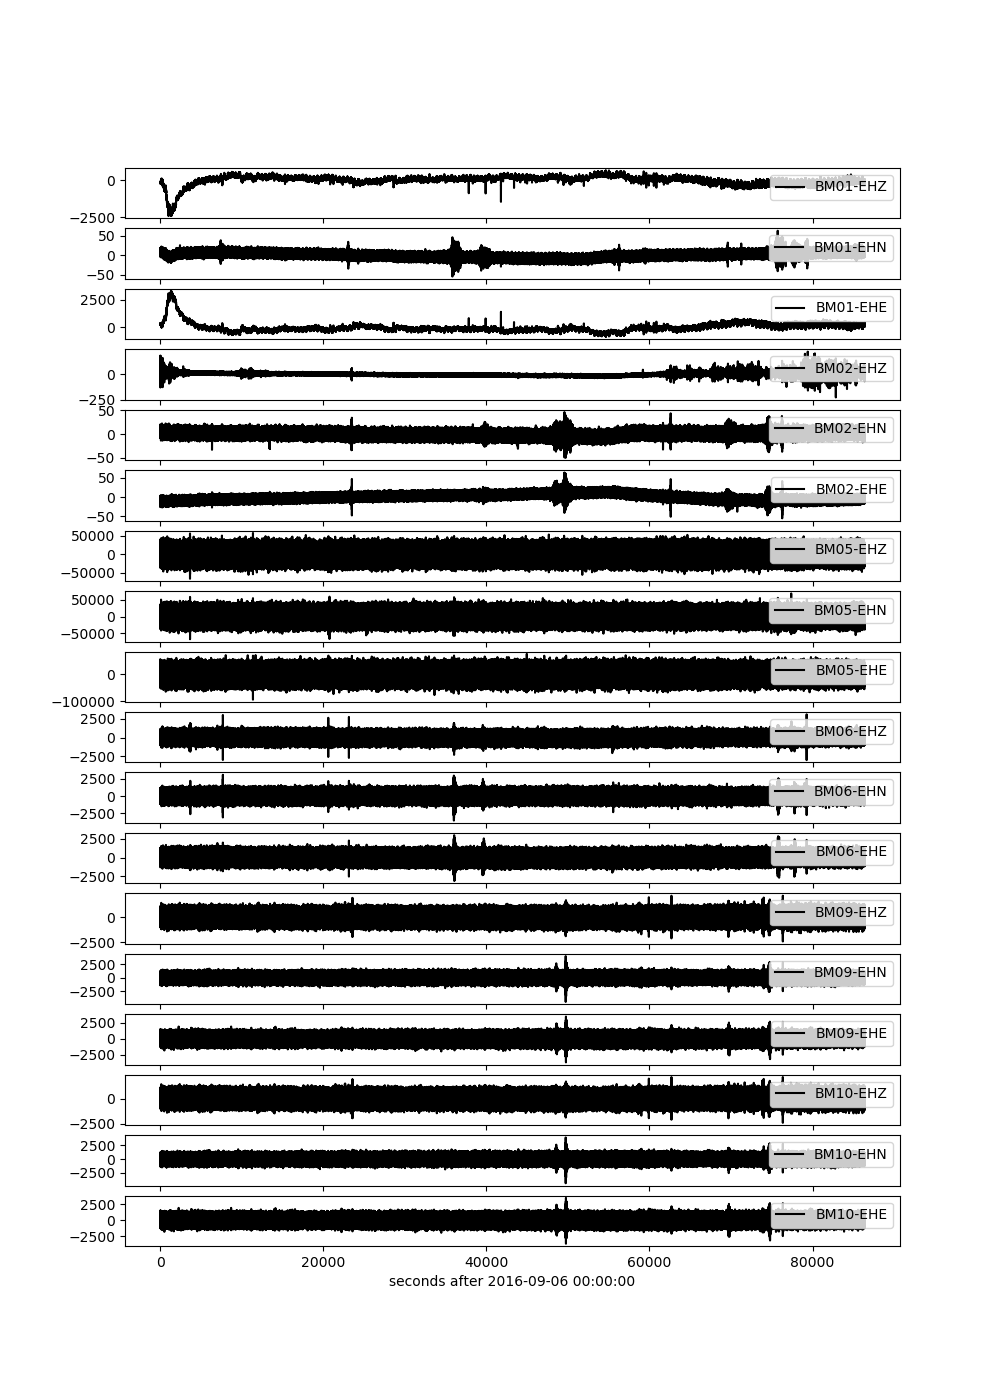 0
−2500
BM01-EHZ
50
0
−50
BM01-EHN
2500
0
BM01-EHE
0
−250
BM02-EHZ
50
0
−50
BM02-EHN
50
0
−50
BM02-EHE
50000
0
−50000
BM05-EHZ
50000
0
−50000
BM05-EHN
0
−100000
BM05-EHE
2500
0
−2500
BM06-EHZ
2500
0
−2500
BM06-EHN
2500
0
−2500
BM06-EHE
0
−2500
BM09-EHZ
2500
0
−2500
BM09-EHN
2500
0
−2500
BM09-EHE
0
−2500
BM10-EHZ
2500
0
−2500
BM10-EHN
2500
0
−2500
BM10-EHE
0 20000 40000 60000 80000
seconds after 2016-09-06 00:00:00